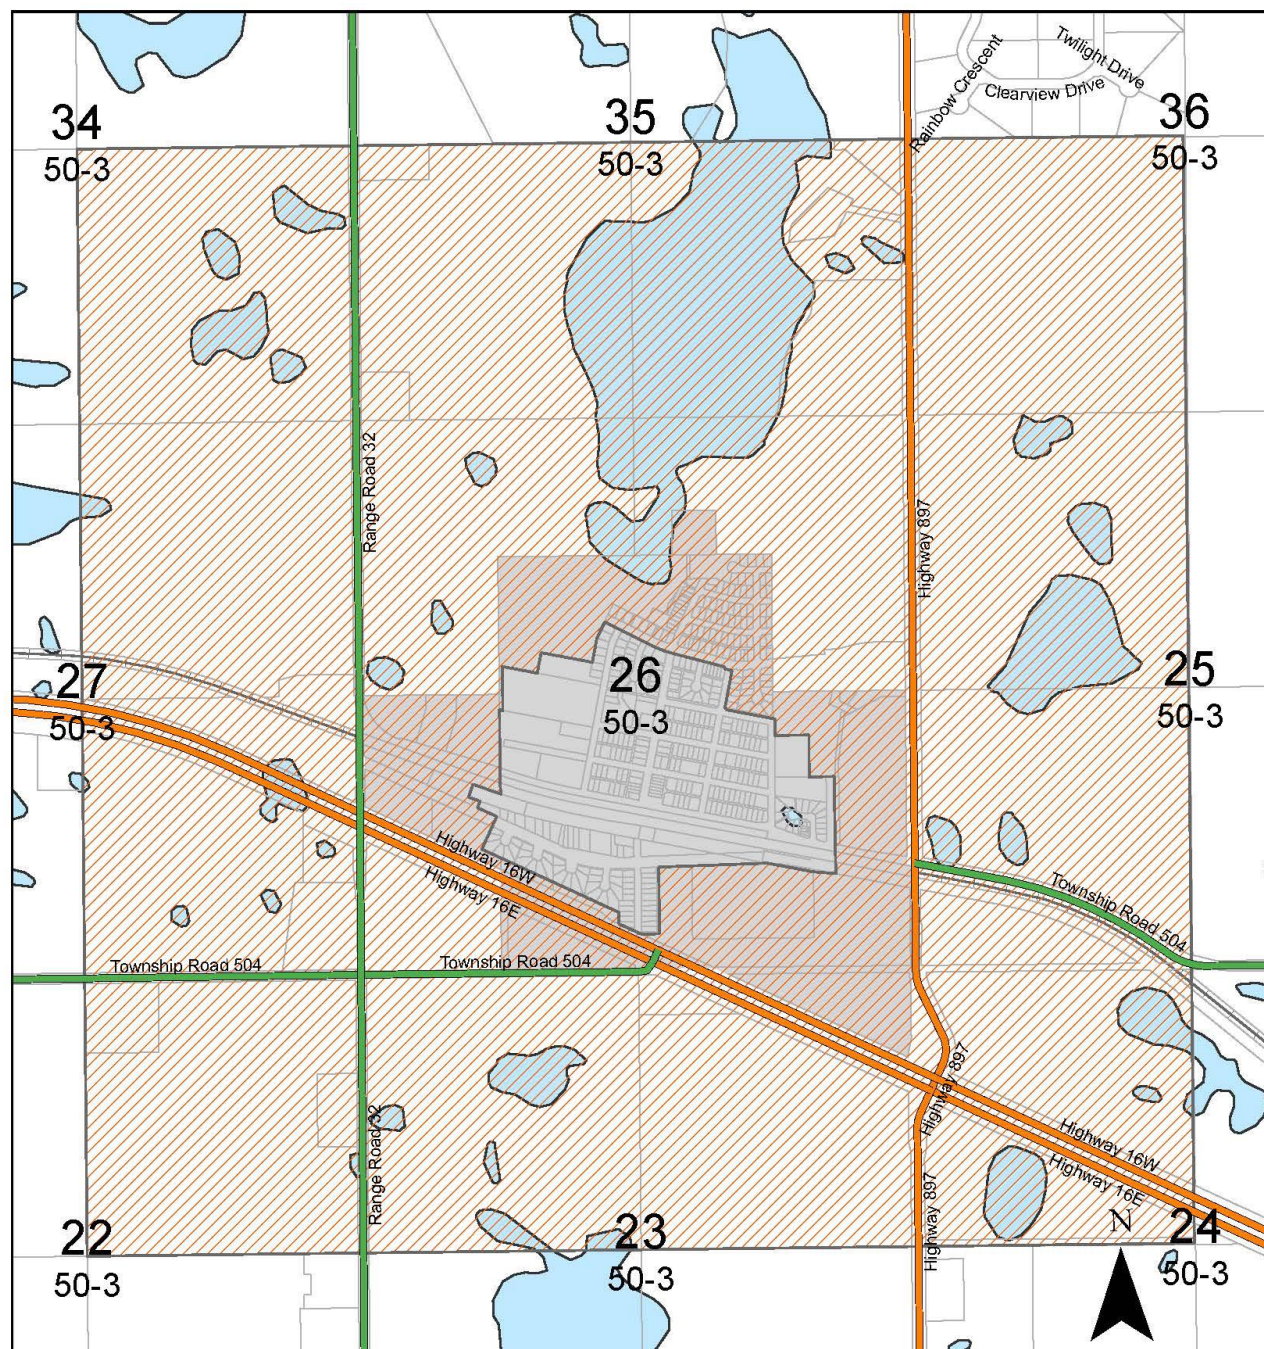 Twilight Drive
Rainbow Crescent
Clearview Drive
34
50-3
35
50-3
36
50-3
Range Road 32
Highway 897
27
50-3
26
50-3
25
50-3
Highway 16W
Highway 16E
Township Road 504
Township Road 504
Township Road 504
Highway 897
Range Road 32
Highway 16W
Highway 16E
Highway 897
N
22
50-3
23
50-3
24
50-3